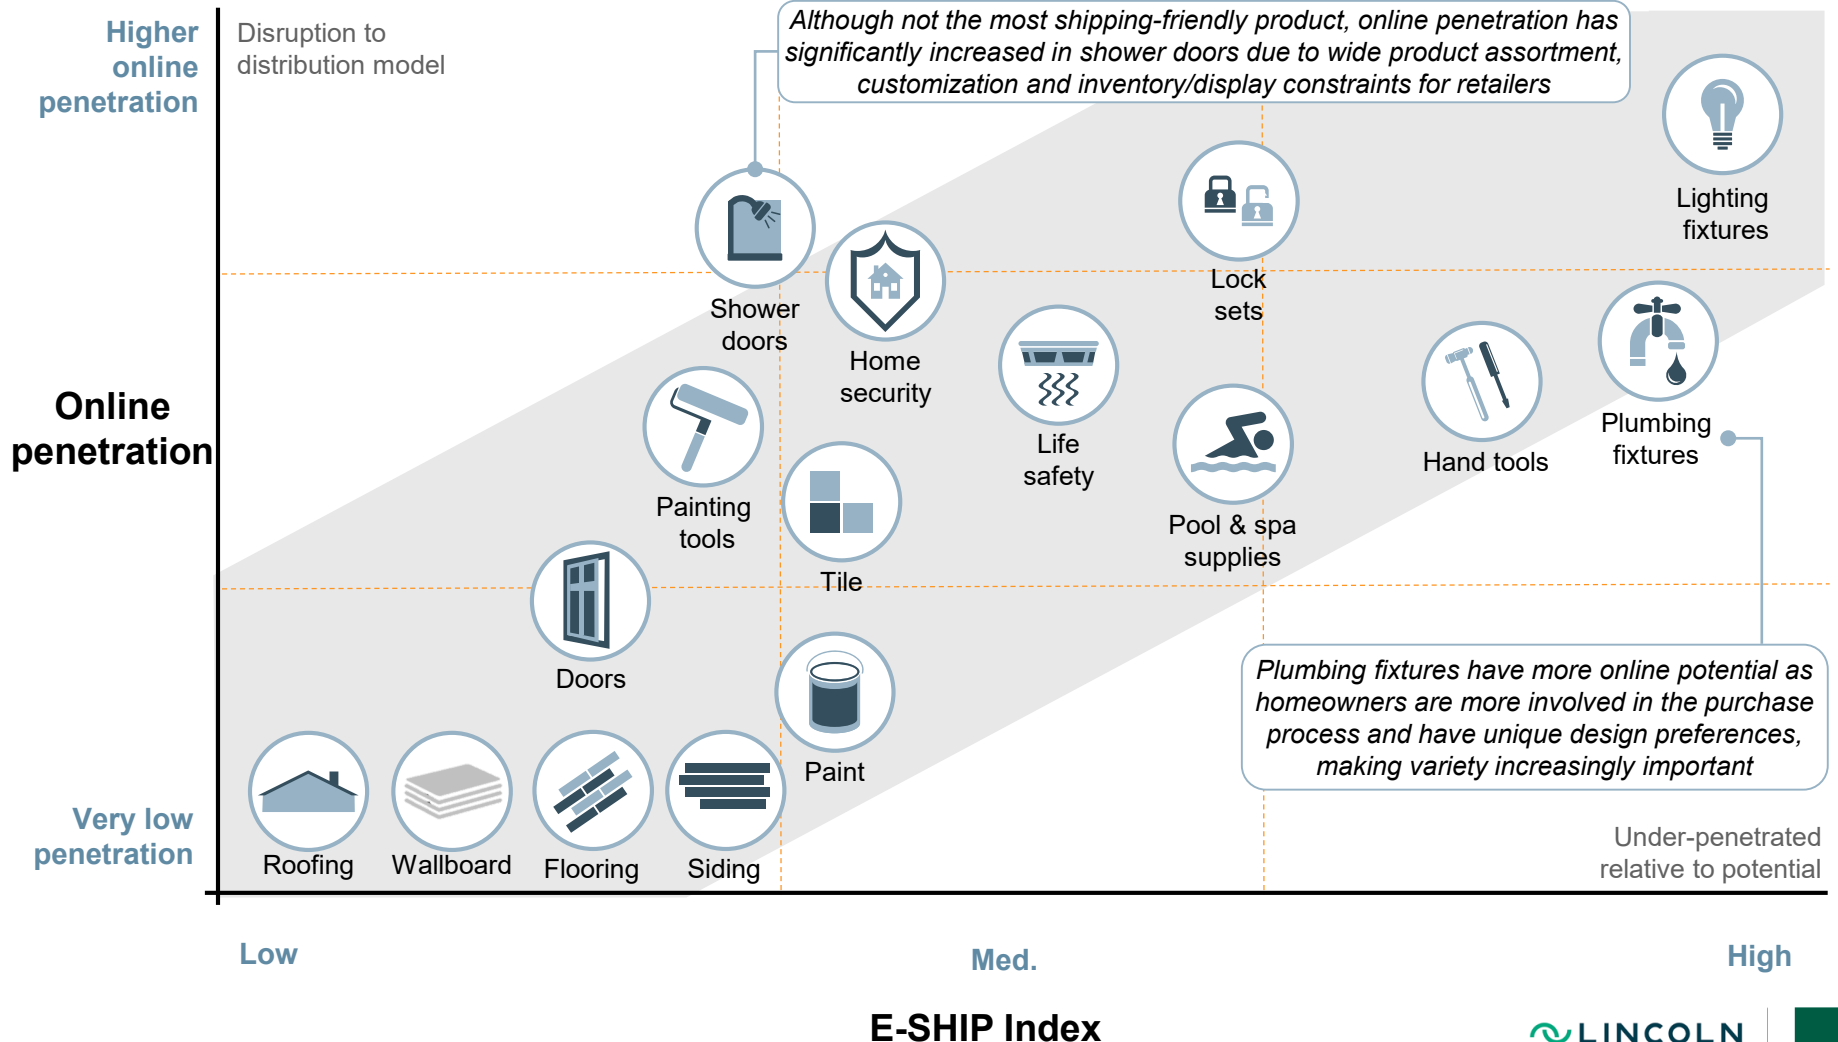 Higher
online
penetration
Disruption to
distribution model
Although not the most shipping-friendly product, online penetration has
significantly increased in shower doors due to wide product assortment,
customization and inventory/display constraints for retailers
Lighting
fixtures
Lock
sets
Shower
doors
Home
security
Life
safety
Plumbing
fixtures
Hand tools
Online
penetration
Painting
tools
Pool & spa
supplies
Tile
Doors
Plumbing fixtures have more online potential as
homeowners are more involved in the purchase
process and have unique design preferences,
making variety increasingly important
Paint
Very low
penetration
Roofing
Wallboard
Flooring
Siding
Under-penetrated
relative to potential
Low
Med.
High
E-SHIP Index
LINCOLN